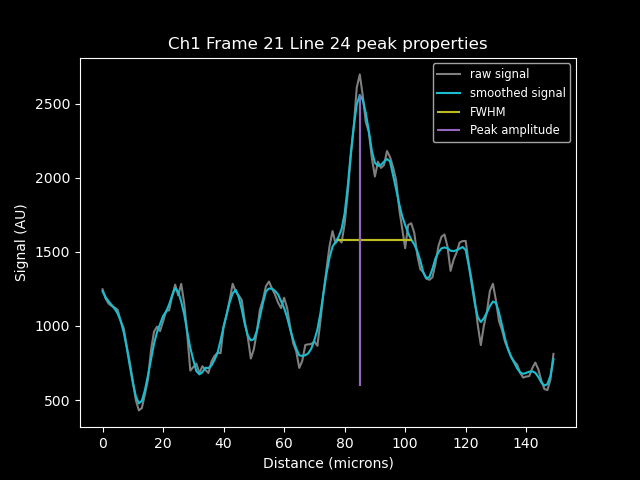 Ch1 Frame 21 Line 24 peak properties
raw signal
smoothed signal
FWHM
Peak amplitude
Signal (AU)
2500
2000
1500
1000
500
0 20 40 60 80 100 120 140
Distance (microns)